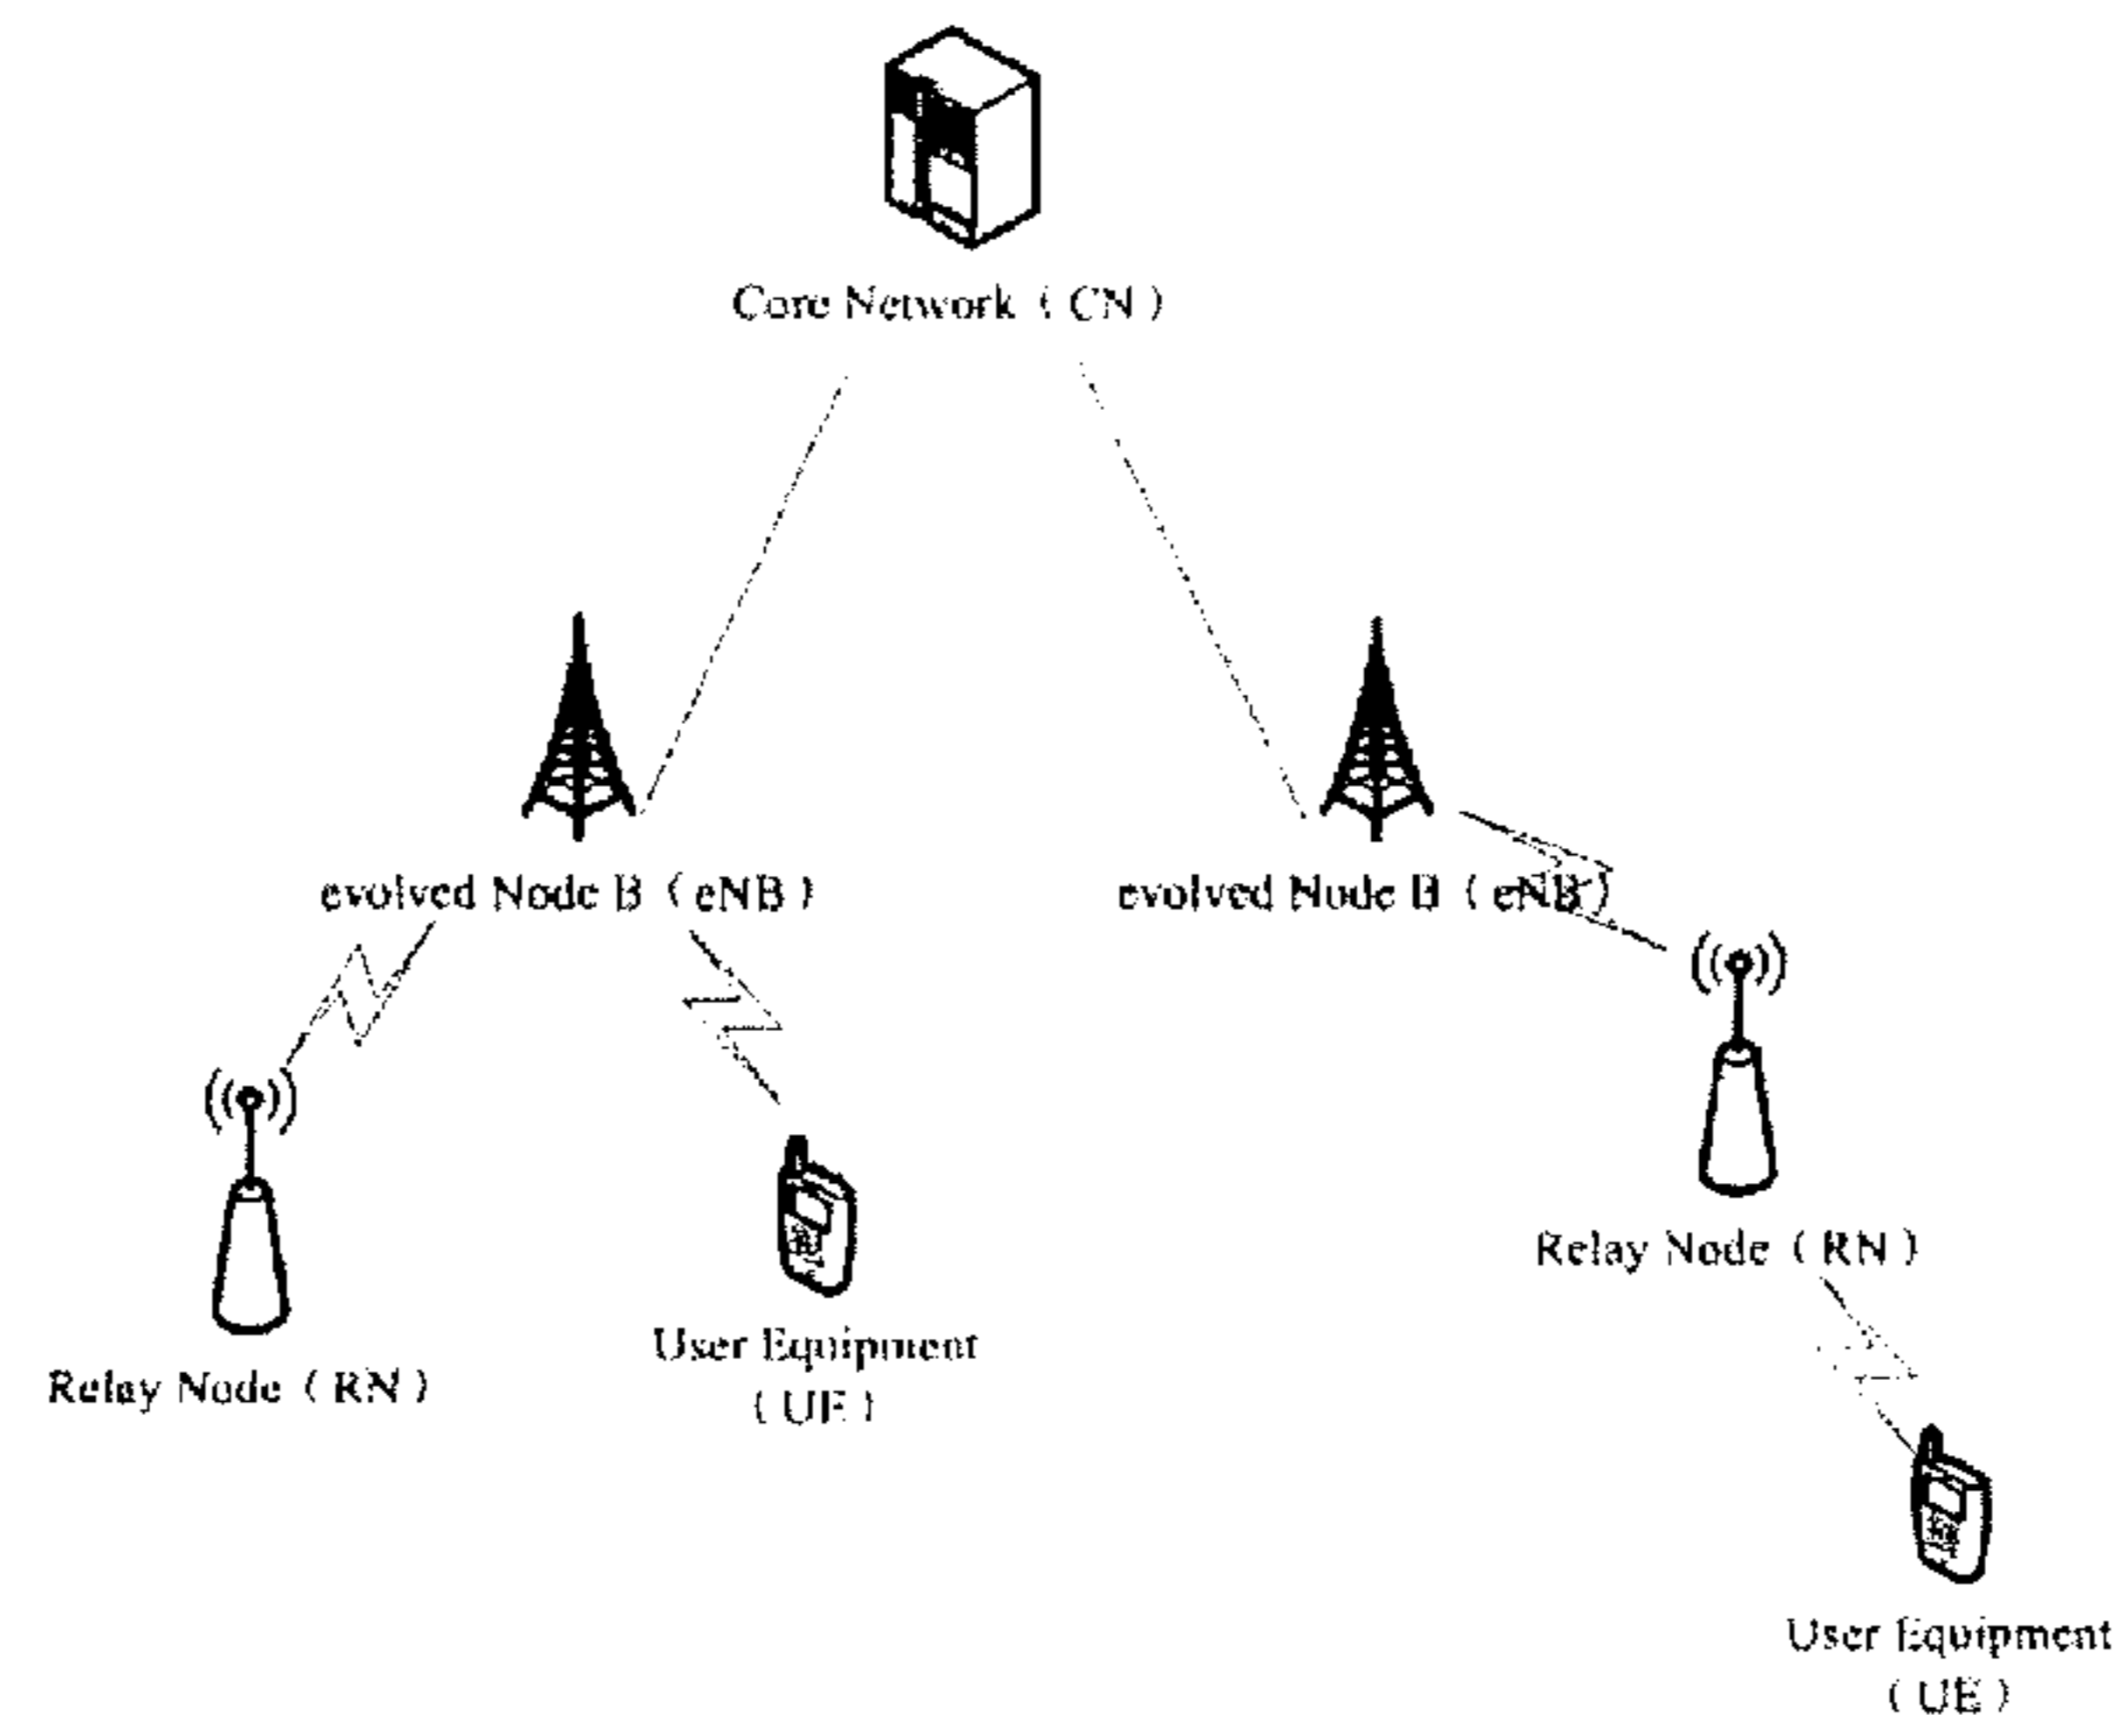 Core Network ( CN )
evolved Node B ( eNB )
evolved Node B ( eNB )
Relay Node ( RN )
User Equipment
( UE )
Relay Node ( RN )
User Equipment
( UE )